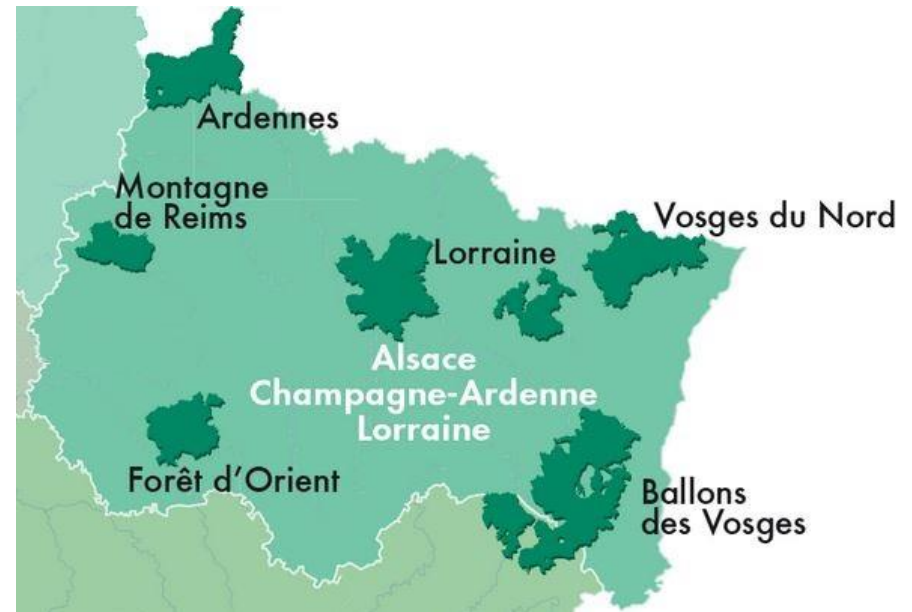 Ardennes
Montagne
de Reims
Vosges du Nord
Lorraine
Alsace
Champagne-Ardenne
Lorraine
Forêt d'Orient
Ballons
des Vosges